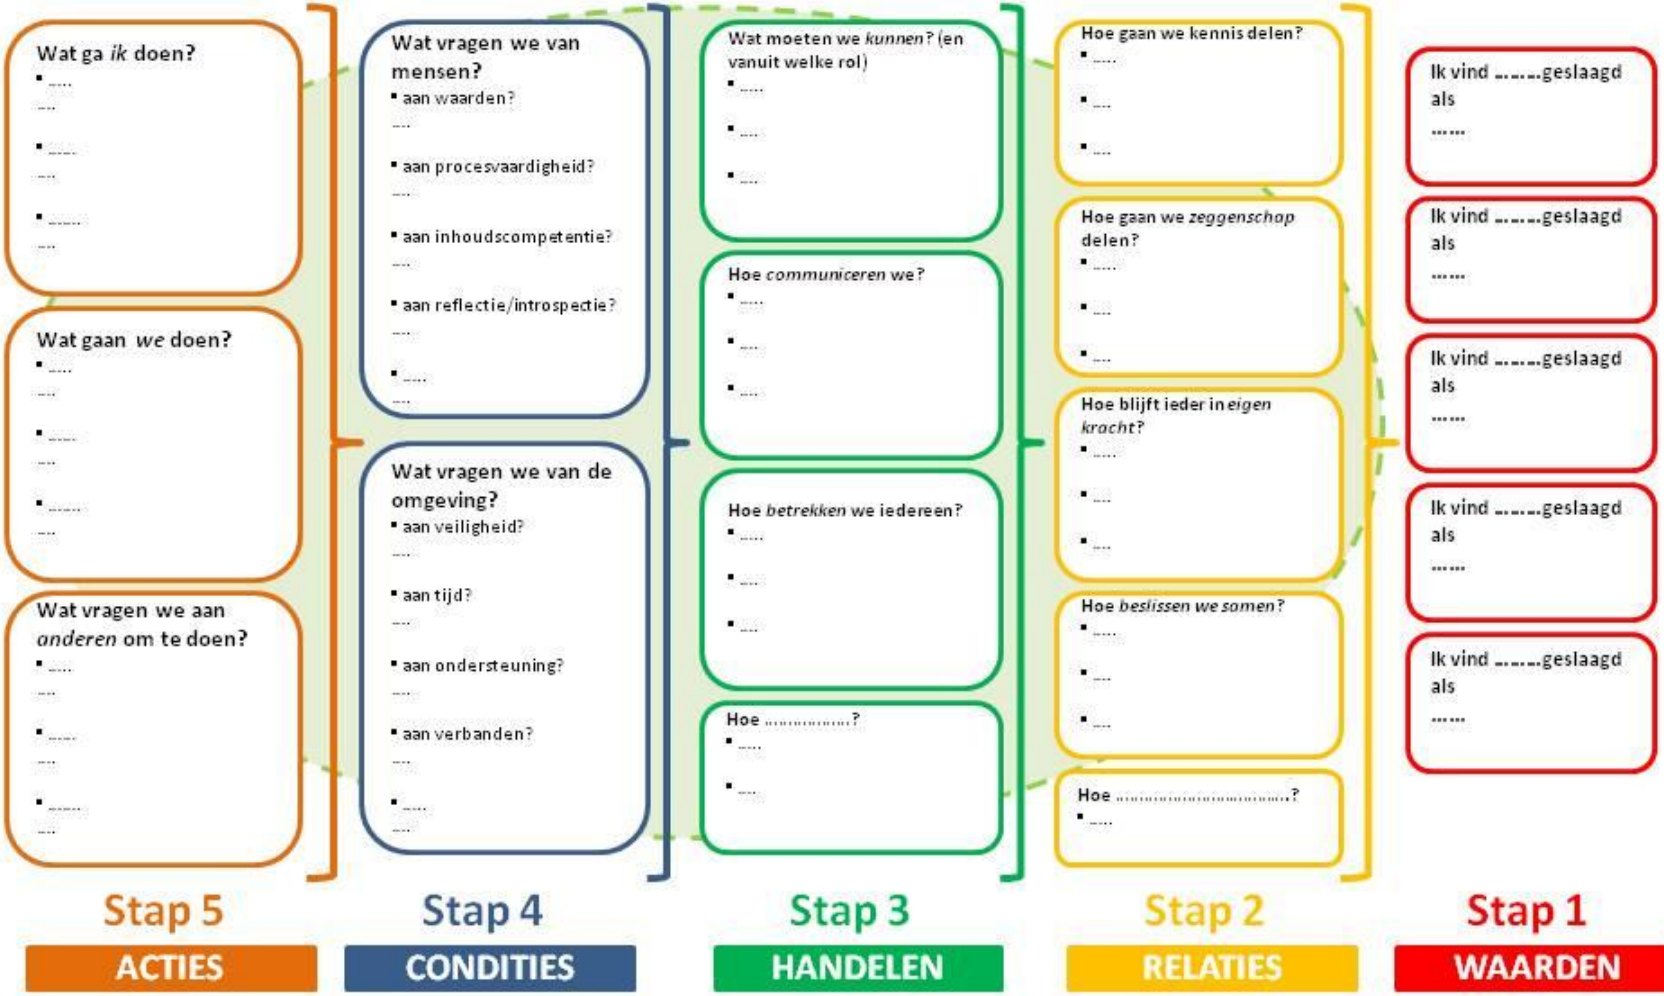 Wat ga ik doen?
▪ .....
....
▪ ......
....
▪ .......
....
Wat gaan we doen?
▪ .....
....
▪ ......
....
▪ .......
....
Wat vragen we aan
anderen om te doen?
▪ .....
....
▪ ......
....
▪ .......
....
Stap 5
ACTIES
Wat vragen we van
mensen?
▪ aan waarden?
....
▪ aan procesvaardigheid?
....
▪ aan inhoudscompetentie?
....
▪ aan reflectie/introspectie?
....
▪ .....
....
Wat vragen we van de
omgeving?
▪ aan veiligheid?
....
▪ aan tijd?
....
▪ aan ondersteuning?
....
▪ aan verbanden?
....
▪ .....
....
Stap 4
CONDITIES
Wat moeten we kunnen? (en
vanuit welke rol)
▪ .....
▪ ....
▪ ....
Hoe communiceren we?
▪ .....
▪ ....
▪ ....
Hoe betrekken we iedereen?
▪ .....
▪ ....
▪ ....
Hoe ..................?
▪ .....
▪ ....
Stap 3
HANDELEN
Hoe gaan we kennis delen?
▪ .....
▪ ....
▪ ....
Hoe gaan we zeggenschap
delen?
▪ .....
▪ ....
▪ ....
Hoe blijft ieder in eigen
kracht?
▪ .....
▪ ....
▪ ....
Hoe beslissen we samen?
▪ .....
▪ ....
▪ ....
Hoe ....................................?
▪ .....
Stap 2
RELATIES
Ik vind ........geslaagd
als
......
Ik vind ........geslaagd
als
......
Ik vind ........geslaagd
als
......
Ik vind ........geslaagd
als
......
Ik vind ........geslaagd
als
......
Stap 1
WAARDEN